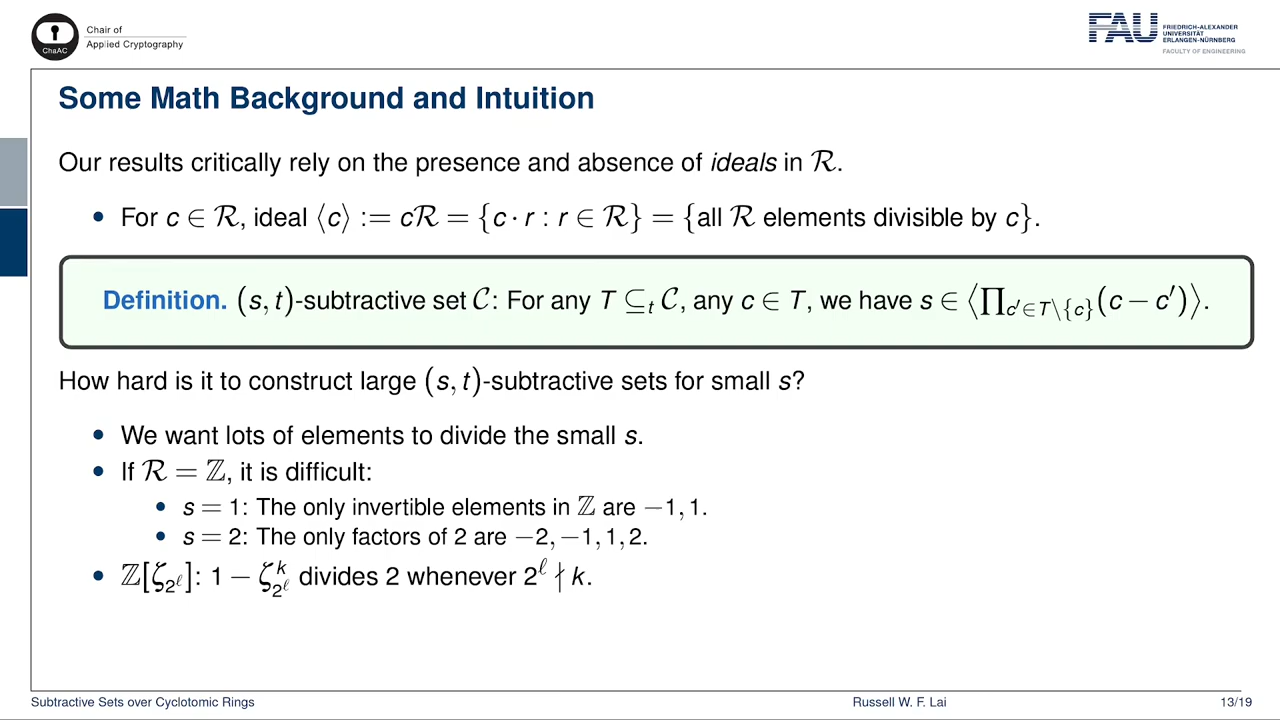 ChaAC
Chair of
Applied Cryptography
FAU
FRIEDRICH-ALEXANDER
UNIVERSITÄT
ERLANGEN-NÜRNBERG
FACULTY OF ENGINEERING
Some Math Background and Intuition
Our results critically rely on the presence and absence of ideals in ℛ.
• For c ∈ ℛ, ideal ⟨c⟩ := cℛ = {c · r : r ∈ ℛ} = {all ℛ elements divisible by c}.
Definition. (s, t)-subtractive set 𝒞: For any T ⊆ₜ 𝒞, any c ∈ T, we have s ∈ ⟨∏_{c′∈T\{c}}(c − c′)⟩.
How hard is it to construct large (s, t)-subtractive sets for small s?
• We want lots of elements to divide the small s.
• If ℛ = ℤ, it is difficult:
• s = 1: The only invertible elements in ℤ are −1, 1.
• s = 2: The only factors of 2 are −2, −1, 1, 2.
• ℤ[ζ_{2^ℓ}]: 1 − ζ_{2^ℓ}^k divides 2 whenever 2^ℓ ∤ k.
Subtractive Sets over Cyclotomic Rings
Russell W. F. Lai
13/19